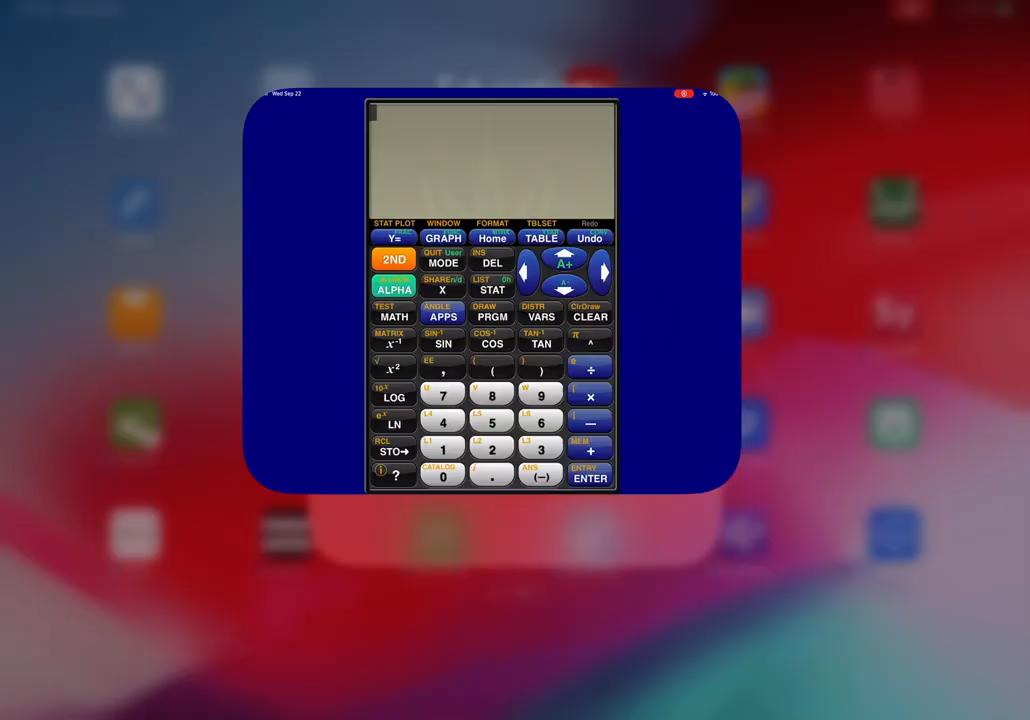 Wed Sep 22
STAT PLOT WINDOW FORMAT TBLSET Redo
Y= GRAPH Home TABLE Undo
QUIT User INS
2ND MODE DEL A+
SHARE n/d LIST 0h A-
ALPHA X STAT
TEST ANGLE DRAW DISTR ClrDraw
MATH APPS PRGM VARS CLEAR
MATRIX SIN-1 COS-1 TAN-1 π
x-1 SIN COS TAN ^
√ EE { } e
x2 , ( ) ÷
10x u v w [
LOG 7 8 9 ×
ex L4 L5 L6 ]
LN 4 5 6 —
RCL L1 L2 L3 MEM
STO➔ 1 2 3 +
i CATALOG ANS ENTRY
? 0 . (—) ENTER